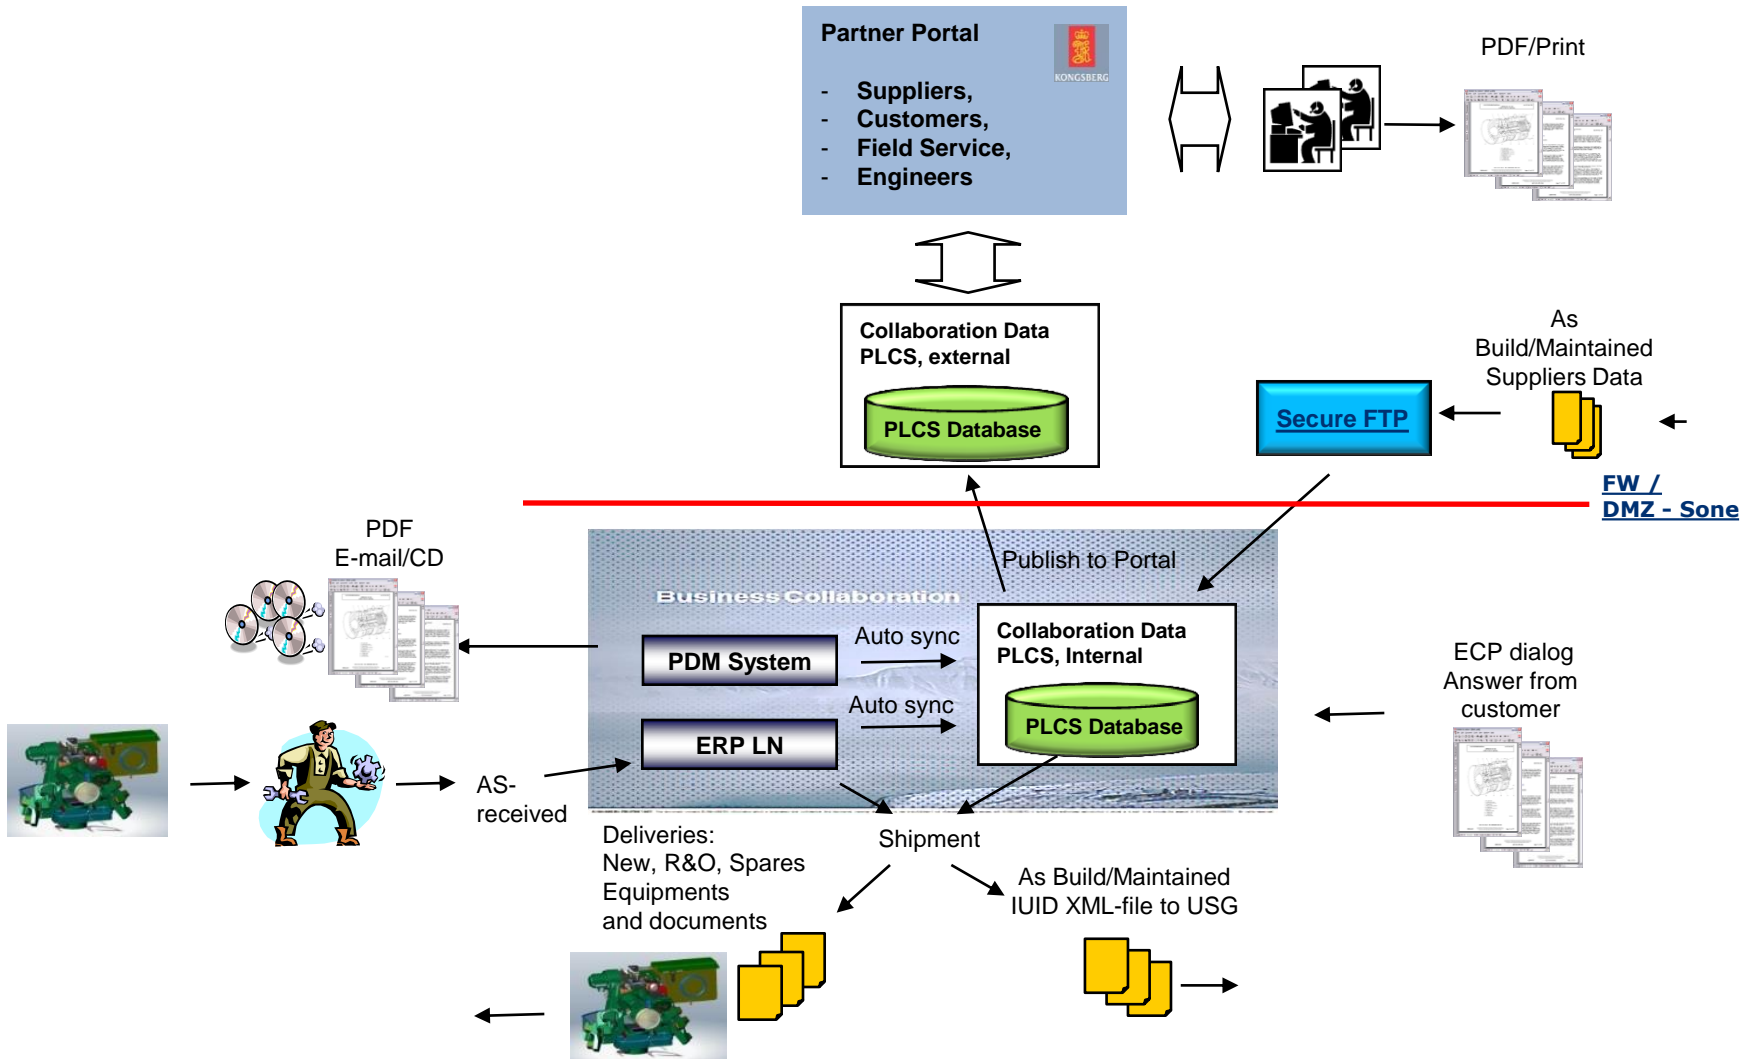 Partner Portal
KONGSBERG
- Suppliers,
- Customers,
- Field Service,
- Engineers
PDF/Print
Collaboration Data
PLCS, external
PLCS Database
As
Build/Maintained
Suppliers Data
Secure FTP
FW /
DMZ - Sone
PDF
E-mail/CD
Publish to Portal
Business Collaboration
Auto sync
PDM System
Collaboration Data
PLCS, Internal
Auto sync
PLCS Database
ERP LN
ECP dialog
Answer from
customer
AS-
received
Deliveries:
New, R&O, Spares
Equipments
and documents
Shipment
As Build/Maintained
IUID XML-file to USG